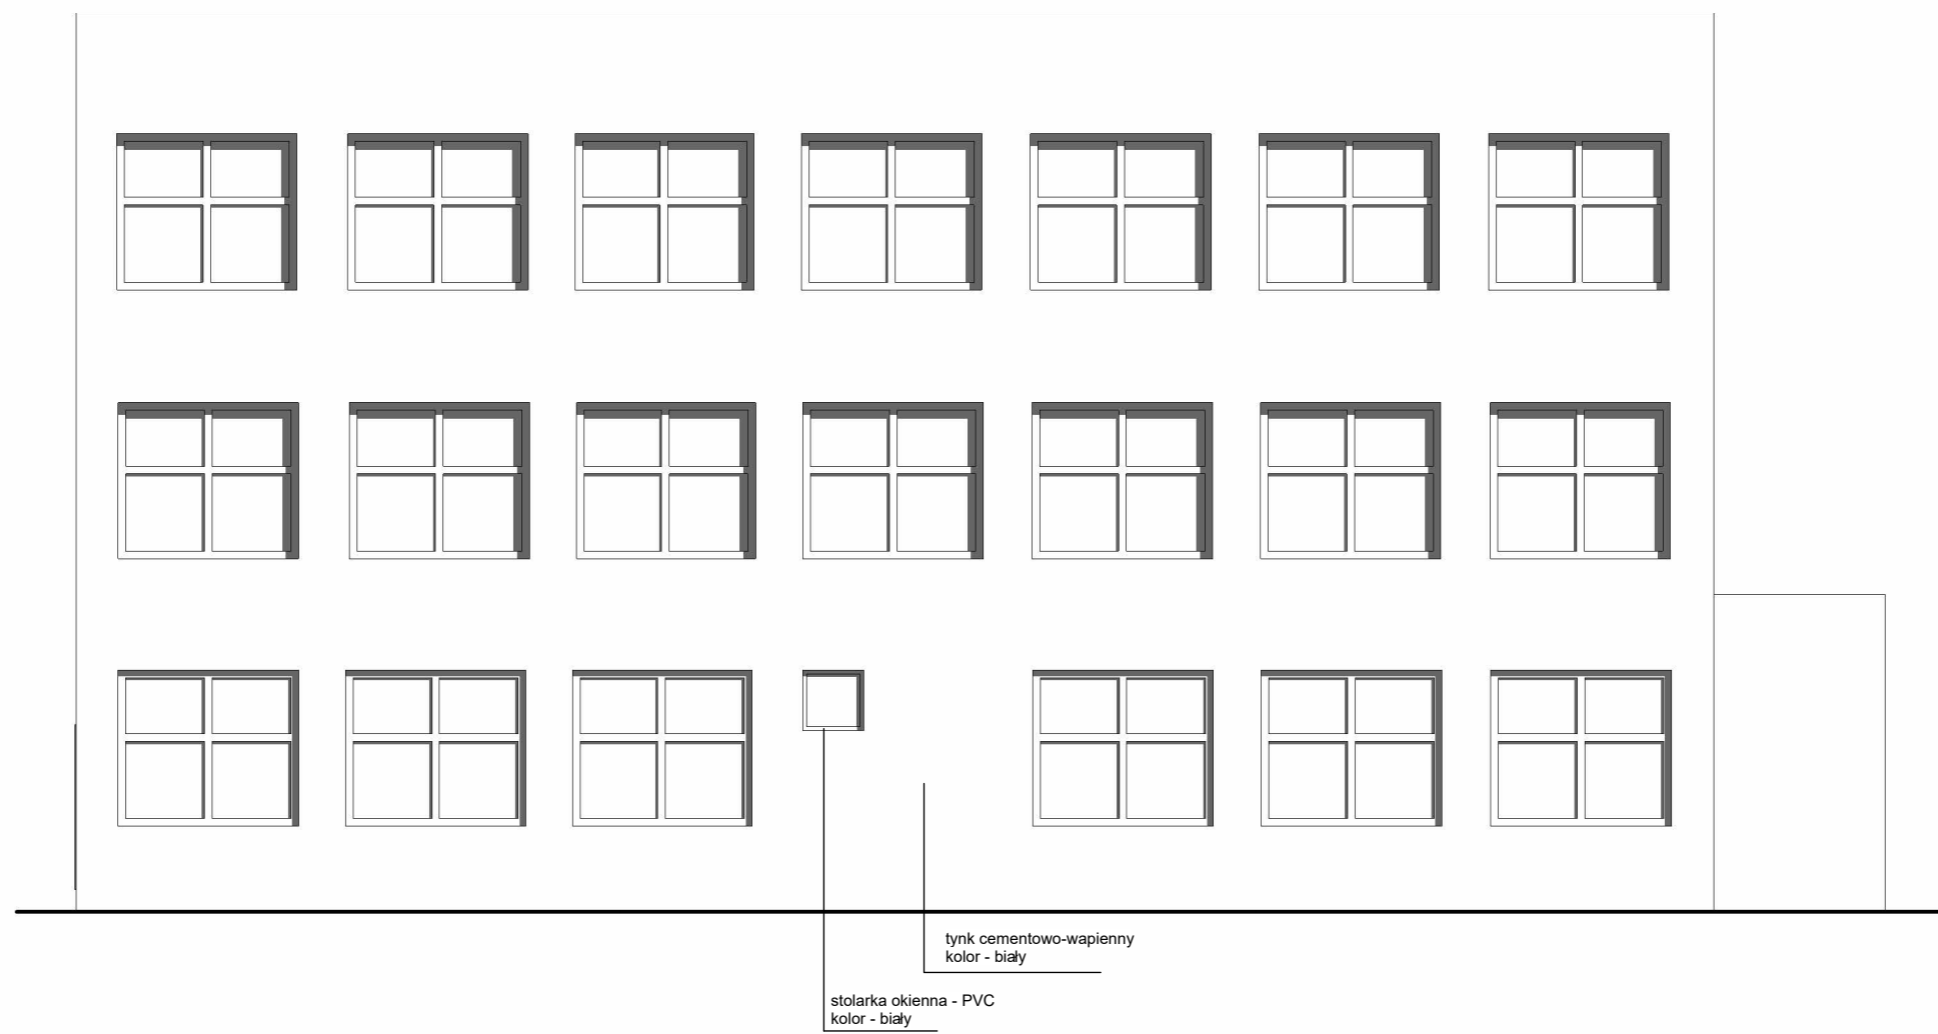 tynk cementowo-wapienny
kolor - biały
stolarka okienna - PVC
kolor - biały